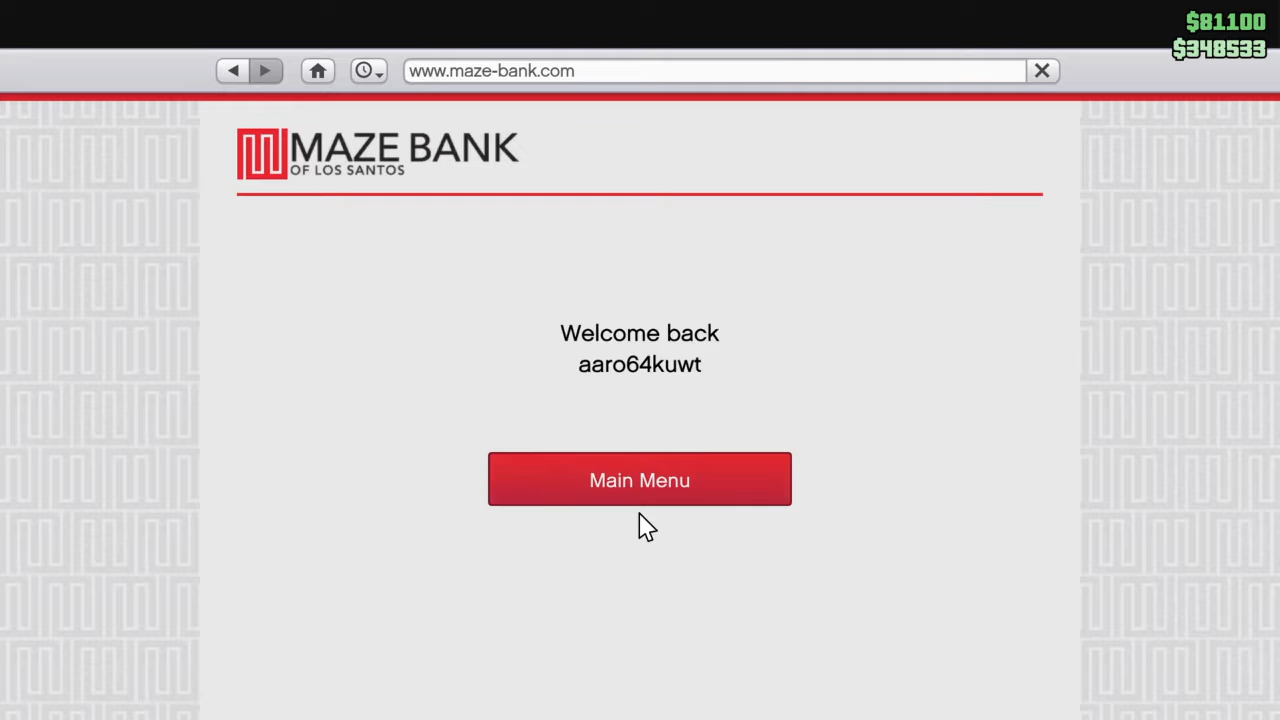 $81100
$348533
www.maze-bank.com
MAZE BANK
OF LOS SANTOS
Welcome back
aaro64kuwt
Main Menu